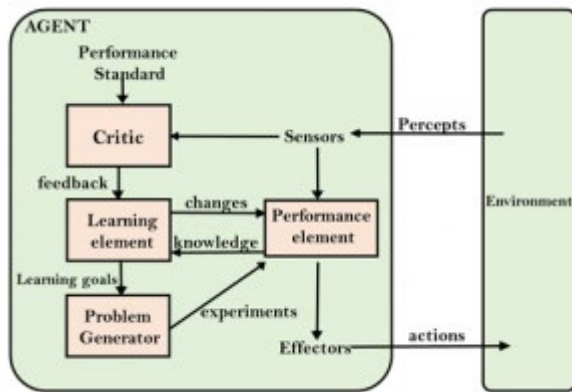 AGENT
Performance
Standard
Critic
Sensors
Percepts
feedback
changes
Learning
element
Performance
element
Environment
knowledge
Learning goals
Problem
Generator
experiments
Effectors
actions